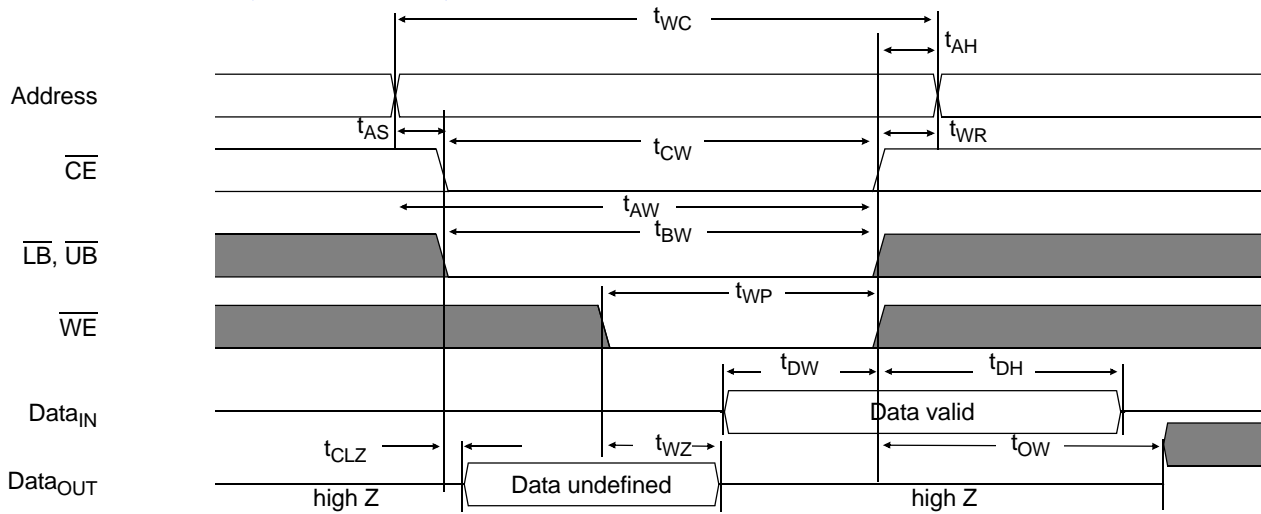 tWC
tAH
Address
tAS
tCW
tWR
CE
tAW
tBW
LB, UB
tWP
WE
tDW
tDH
DataIN
Data valid
tCLZ
tWZ
tOW
DataOUT
Data undefined
high Z
high Z